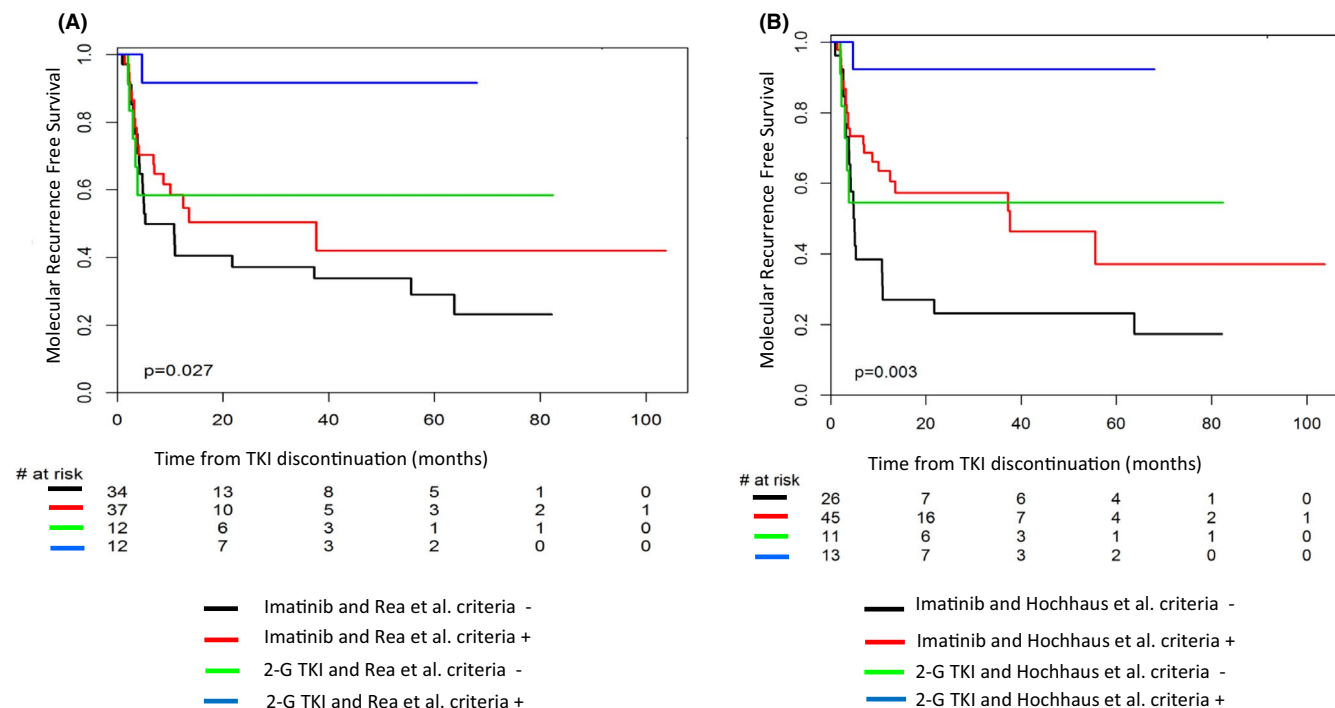 (A)
Molecular Recurrence Free Survival
1.0
0.8
0.6
0.4
0.2
0.0
p=0.027
0 20 40 60 80 100
Time from TKI discontinuation (months)
# at risk
34 13 8 5 1 0
37 10 5 3 2 1
12 6 3 1 1 0
12 7 3 2 0 0
Imatinib and Rea et al. criteria -
Imatinib and Rea et al. criteria +
2-G TKI and Rea et al. criteria -
2-G TKI and Rea et al. criteria +
(B)
Molecular Recurrence Free Survival
1.0
0.8
0.6
0.4
0.2
0.0
p=0.003
0 20 40 60 80 100
Time from TKI discontinuation (months)
# at risk
26 7 6 4 1 0
45 16 7 4 2 1
11 6 3 1 1 0
13 7 3 2 0 0
Imatinib and Hochhaus et al. criteria -
Imatinib and Hochhaus et al. criteria +
2-G TKI and Hochhaus et al. criteria -
2-G TKI and Hochhaus et al. criteria +